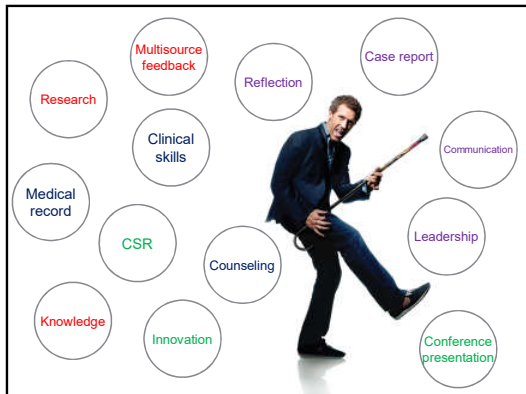 Multisource
feedback
Case report
Reflection
Research
Clinical
skills
Communication
Medical
record
Leadership
CSR
Counseling
Knowledge
Innovation
Conference
presentation